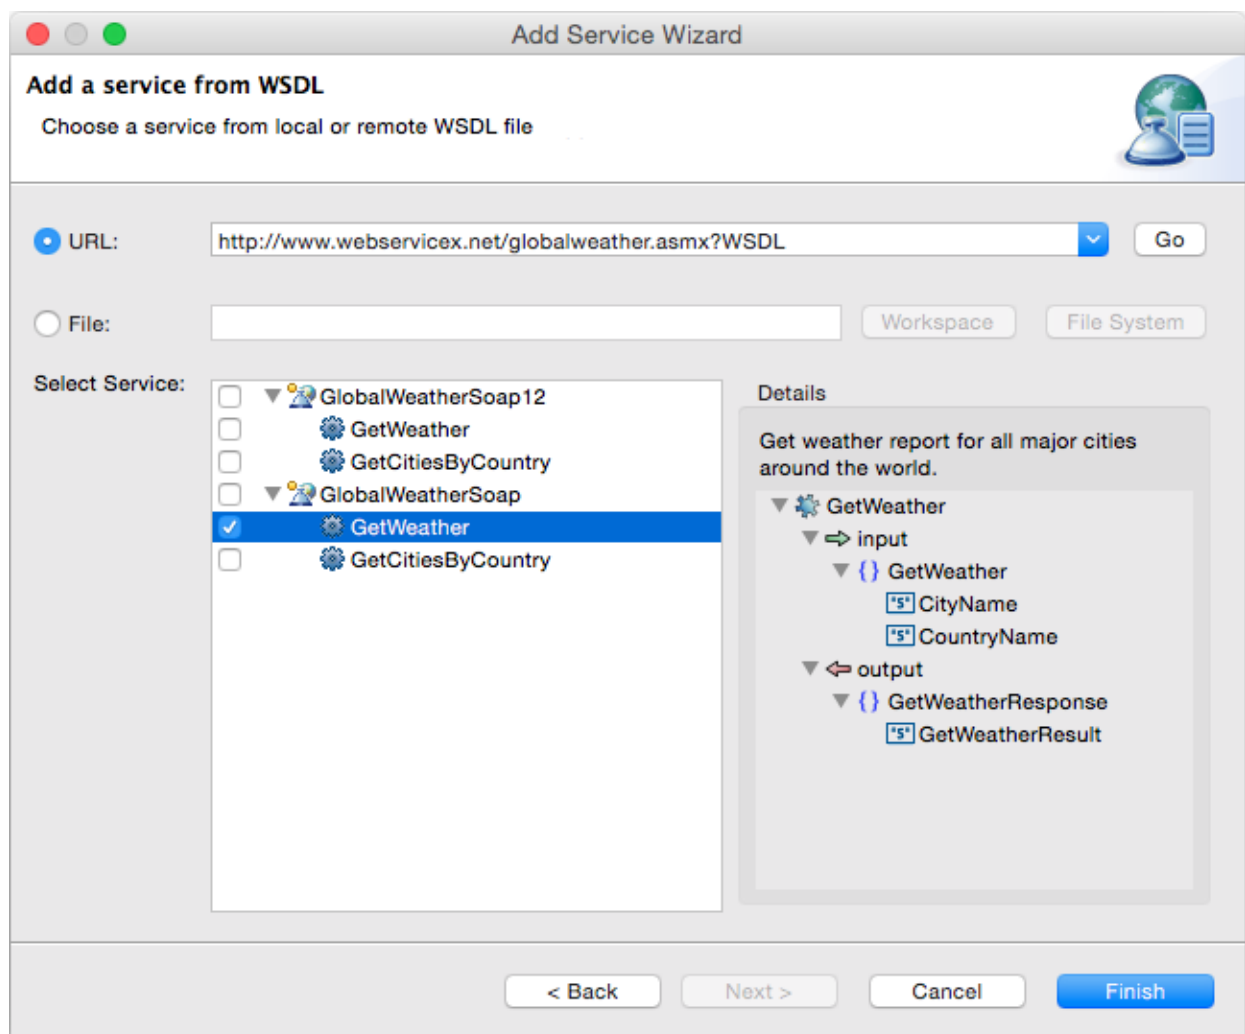 Add Service Wizard
Add a service from WSDL
Choose a service from local or remote WSDL file
URL:
http://www.webservicex.net/globalweather.asmx?WSDL
Go
File:
Workspace
File System
Select Service:
GlobalWeatherSoap12
GetWeather
GetCitiesByCountry
GlobalWeatherSoap
GetWeather
GetCitiesByCountry
Details
Get weather report for all major cities
around the world.
GetWeather
input
{} GetWeather
"S" CityName
"S" CountryName
output
{} GetWeatherResponse
"S" GetWeatherResult
< Back
Next >
Cancel
Finish